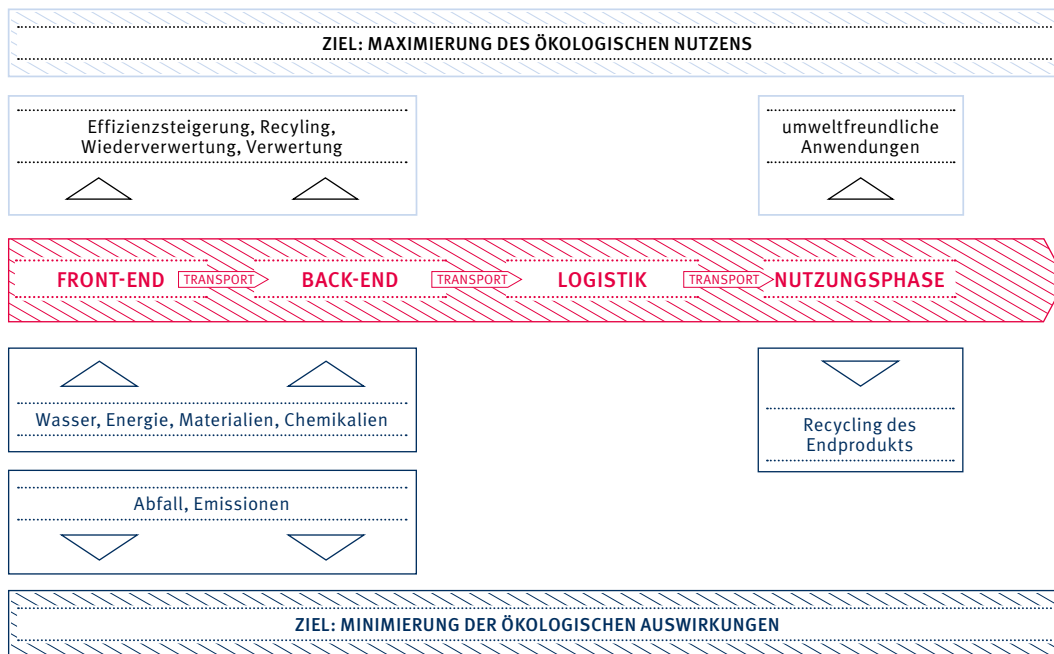 ZIEL: MAXIMIERUNG DES ÖKOLOGISCHEN NUTZENS
Effizienzsteigerung, Recyling,
Wiederverwertung, Verwertung
umweltfreundliche
Anwendungen
FRONT-END TRANSPORT BACK-END TRANSPORT LOGISTIK TRANSPORT NUTZUNGSPHASE
Wasser, Energie, Materialien, Chemikalien
Recycling des
Endprodukts
Abfall, Emissionen
ZIEL: MINIMIERUNG DER ÖKOLOGISCHEN AUSWIRKUNGEN